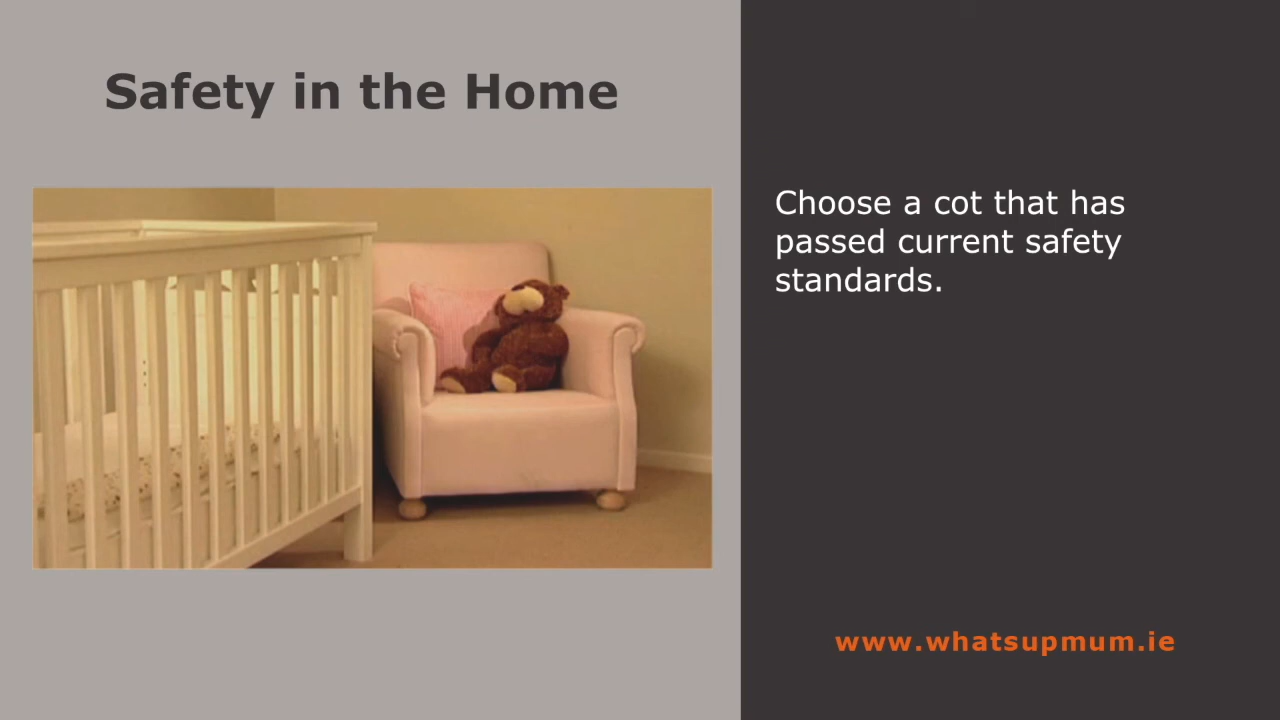 Safety in the Home
Choose a cot that has
passed current safety
standards.
www.whatsupmum.ie